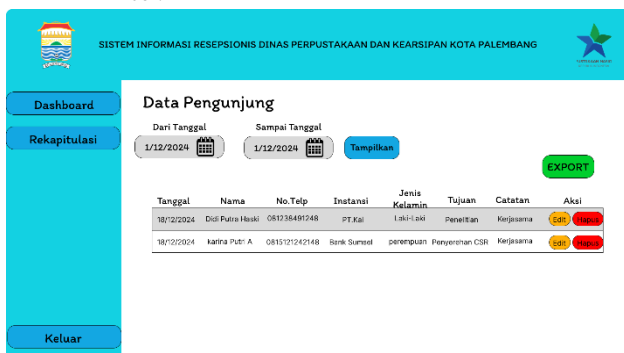 SISTEM INFORMASI RESEPSIONIS DINAS PERPUSTAKAAN DAN KEARSIPAN KOTA PALEMBANG
Dashboard
Rekapitulasi
Keluar
Data Pengunjung
Dari Tanggal Sampai Tanggal
1/12/2024 1/12/2024 Tampilkan
EXPORT
Tanggal Nama No.Telp Instansi Jenis Kelamin Tujuan Catatan Aksi
18/12/2024 Didi Putra Haski 081238491248 PT.Kai Laki-Laki Penelitian Kerjasama Edit Hapus
18/12/2024 karina Putri A 0815121242148 Bank Sumsel perempuan Penyerahan CSR Kerjasama Edit Hapus